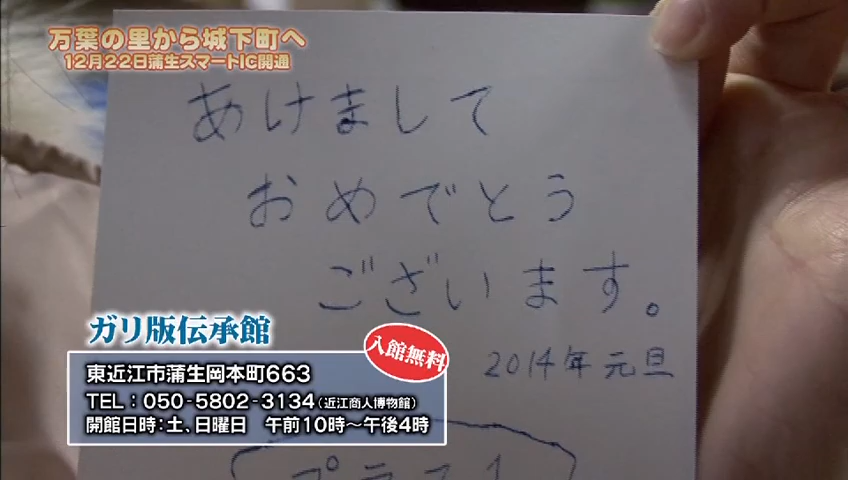 万葉の里から城下町へ
12月22日蒲生スマートIC開通
あけまして
おめでとう
ございます。
2014年 元旦
ガリ版伝承館
入館無料
東近江市蒲生岡本町663
TEL：050-5802-3134(近江商人博物館)
開館日時：土、日曜日 午前10時～午後4時
プラス1